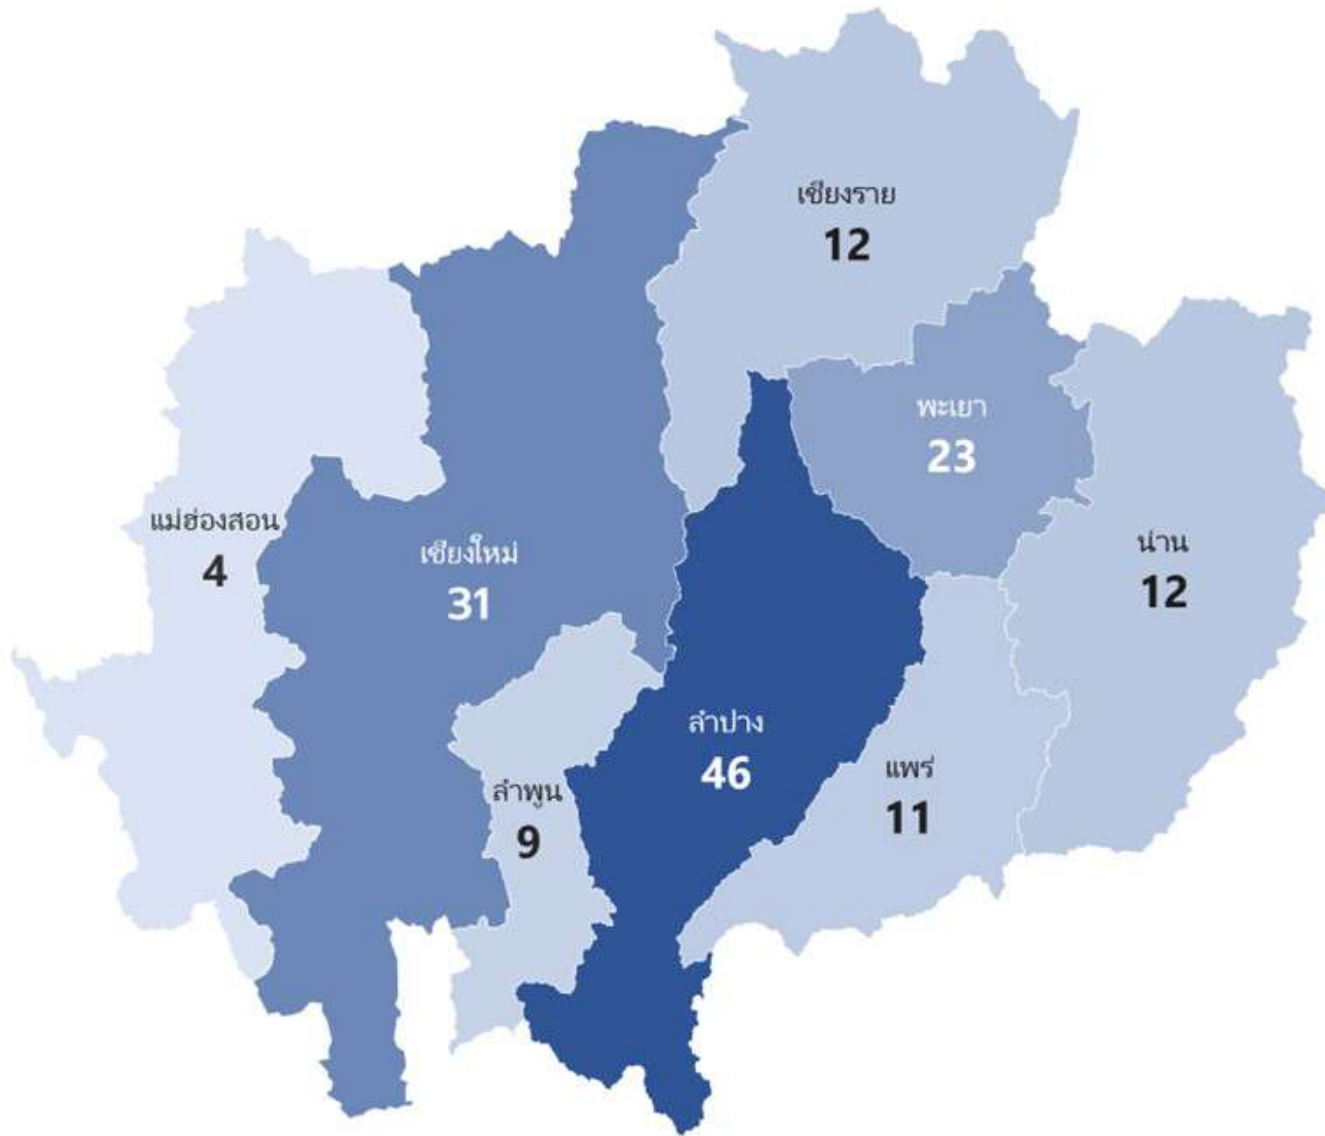 เชียงราย
12
พะเยา
23
แม่ฮ่องสอน
4
เชียงใหม่
31
น่าน
12
ลำปาง
46
แพร่
11
ลำพูน
9